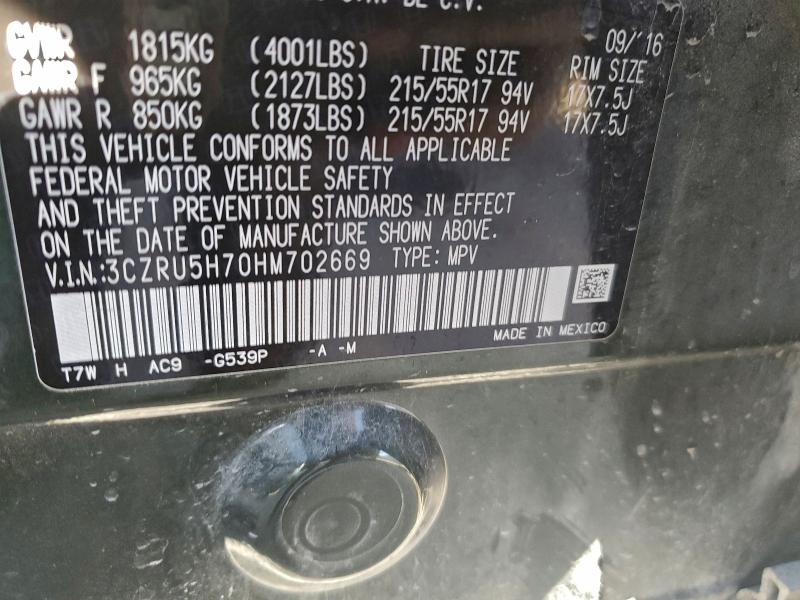 DE C.V.
09/'16
GVWR 1815KG (4001LBS) TIRE SIZE RIM SIZE
GAWR F 965KG (2127LBS) 215/55R17 94V 17X7.5J
GAWR R 850KG (1873LBS) 215/55R17 94V 17X7.5J
THIS VEHICLE CONFORMS TO ALL APPLICABLE
FEDERAL MOTOR VEHICLE SAFETY
AND THEFT PREVENTION STANDARDS IN EFFECT
ON THE DATE OF MANUFACTURE SHOWN ABOVE.
V.I.N.:3CZRU5H70HM702669 TYPE: MPV
MADE IN MEXICO
T7W H AC9 -G539P -A -M